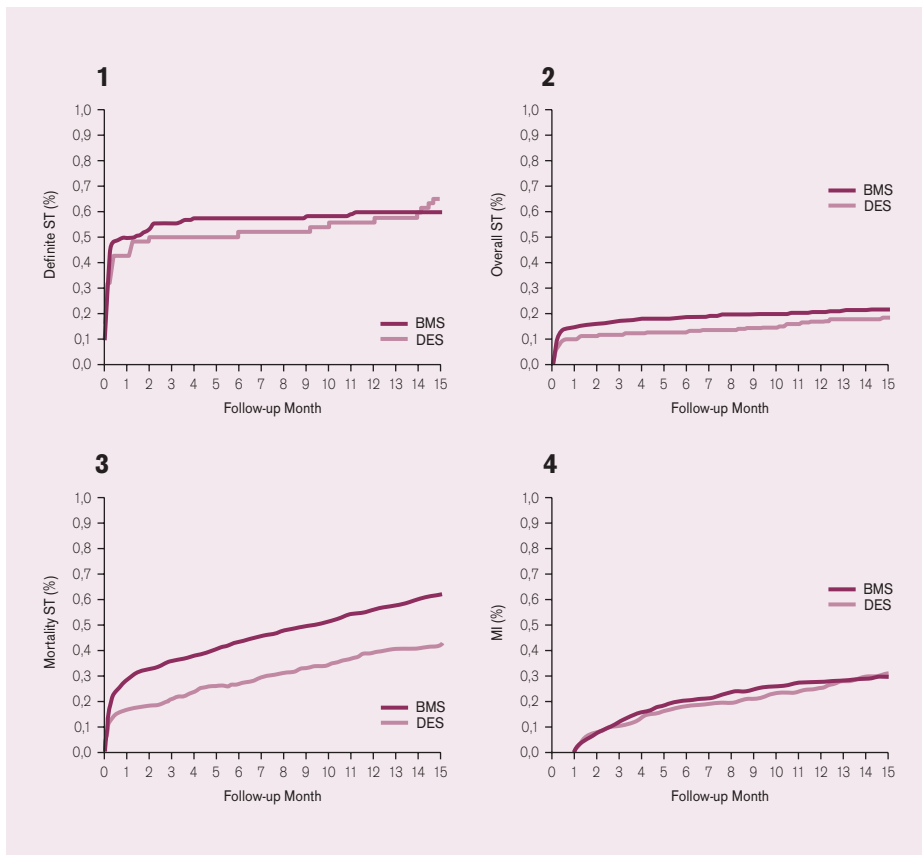 1
1,0
0,9
0,8
0,7
0,6
0,5
0,4
0,3
0,2
0,1
0,0
Definite ST (%)
BMS
DES
0 1 2 3 4 5 6 7 8 9 10 11 12 13 14 15
Follow-up Month
2
1,0
0,9
0,8
0,7
0,6
0,5
0,4
0,3
0,2
0,1
0,0
Overall ST (%)
BMS
DES
0 1 2 3 4 5 6 7 8 9 10 11 12 13 14 15
Follow-up Month
3
1,0
0,9
0,8
0,7
0,6
0,5
0,4
0,3
0,2
0,1
0,0
Mortality ST (%)
BMS
DES
0 1 2 3 4 5 6 7 8 9 10 11 12 13 14 15
Follow-up Month
4
1,0
0,9
0,8
0,7
0,6
0,5
0,4
0,3
0,2
0,1
0,0
MI (%)
BMS
DES
0 1 2 3 4 5 6 7 8 9 10 11 12 13 14 15
Follow-up Month